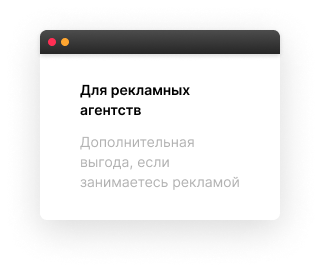 Для рекламных
агентств
Дополнительная
выгода, если
занимаетесь рекламой